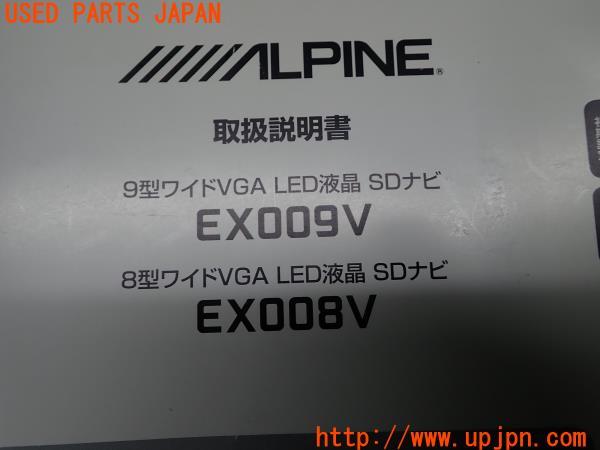 USED PARTS JAPAN
ALPINE®
取扱説明書
9型ワイドVGA LED液晶 SDナビ
EX009V
8型ワイドVGA LED液晶 SDナビ
EX008V
http://www.upjpn.com